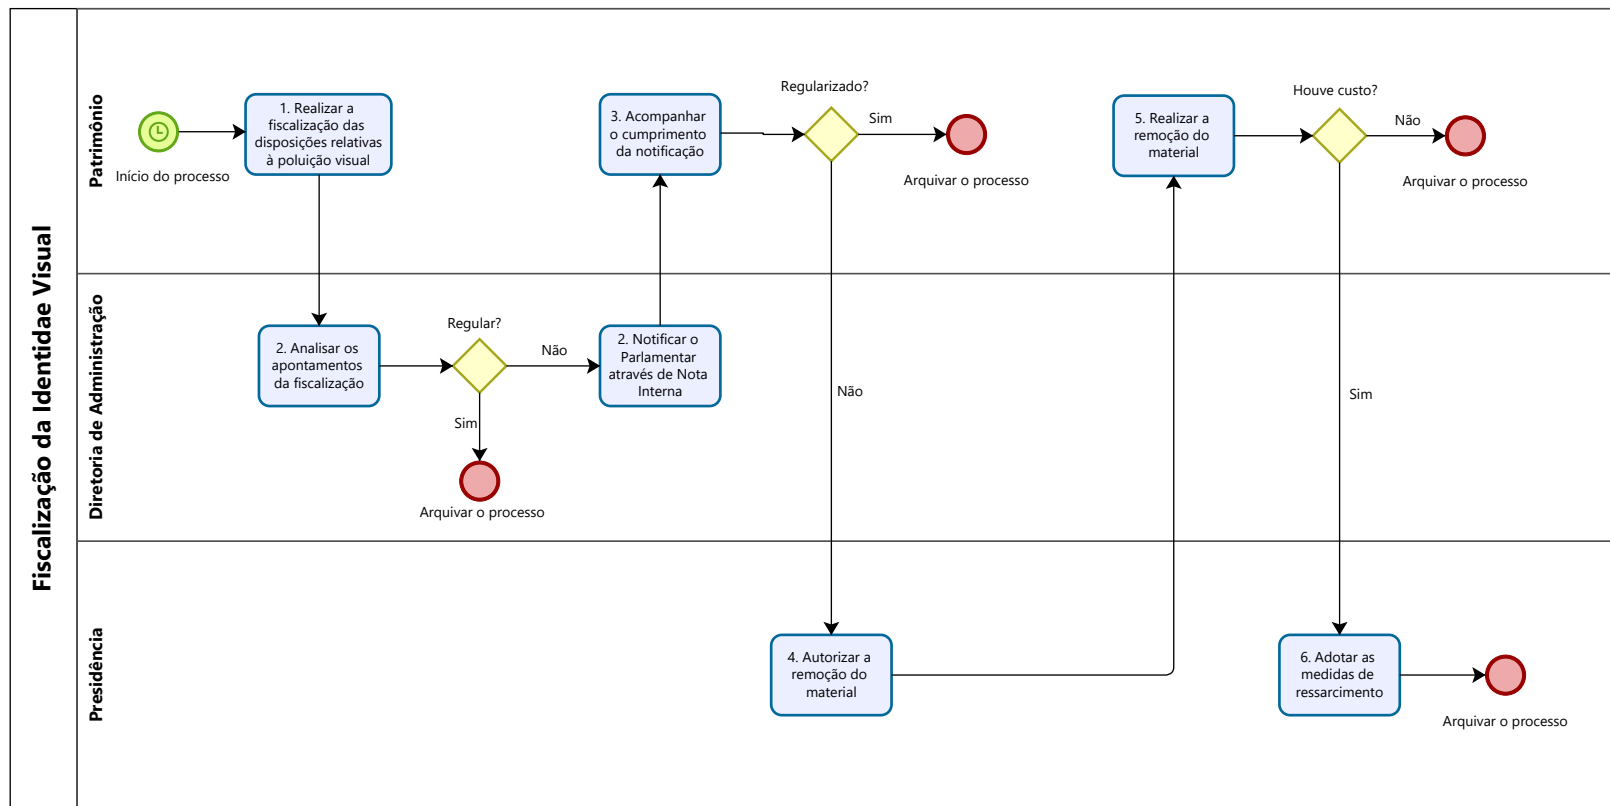 Fiscalização da Identidae Visual
Patrimônio
Início do processo
1. Realizar a
fiscalização das
disposições relativas
à poluição visual
3. Acompanhar
o cumprimento
da notificação
Regularizado?
Sim
Arquivar o processo
Não
5. Realizar a
remoção do
material
Houve custo?
Não
Arquivar o processo
Sim
Diretoria de Administração
2. Analisar os
apontamentos
da fiscalização
Regular?
Não
Sim
Arquivar o processo
2. Notificar o
Parlamentar
através de Nota
Interna
Presidência
4. Autorizar a
remoção do
material
6. Adotar as
medidas de
ressarcimento
Arquivar o processo